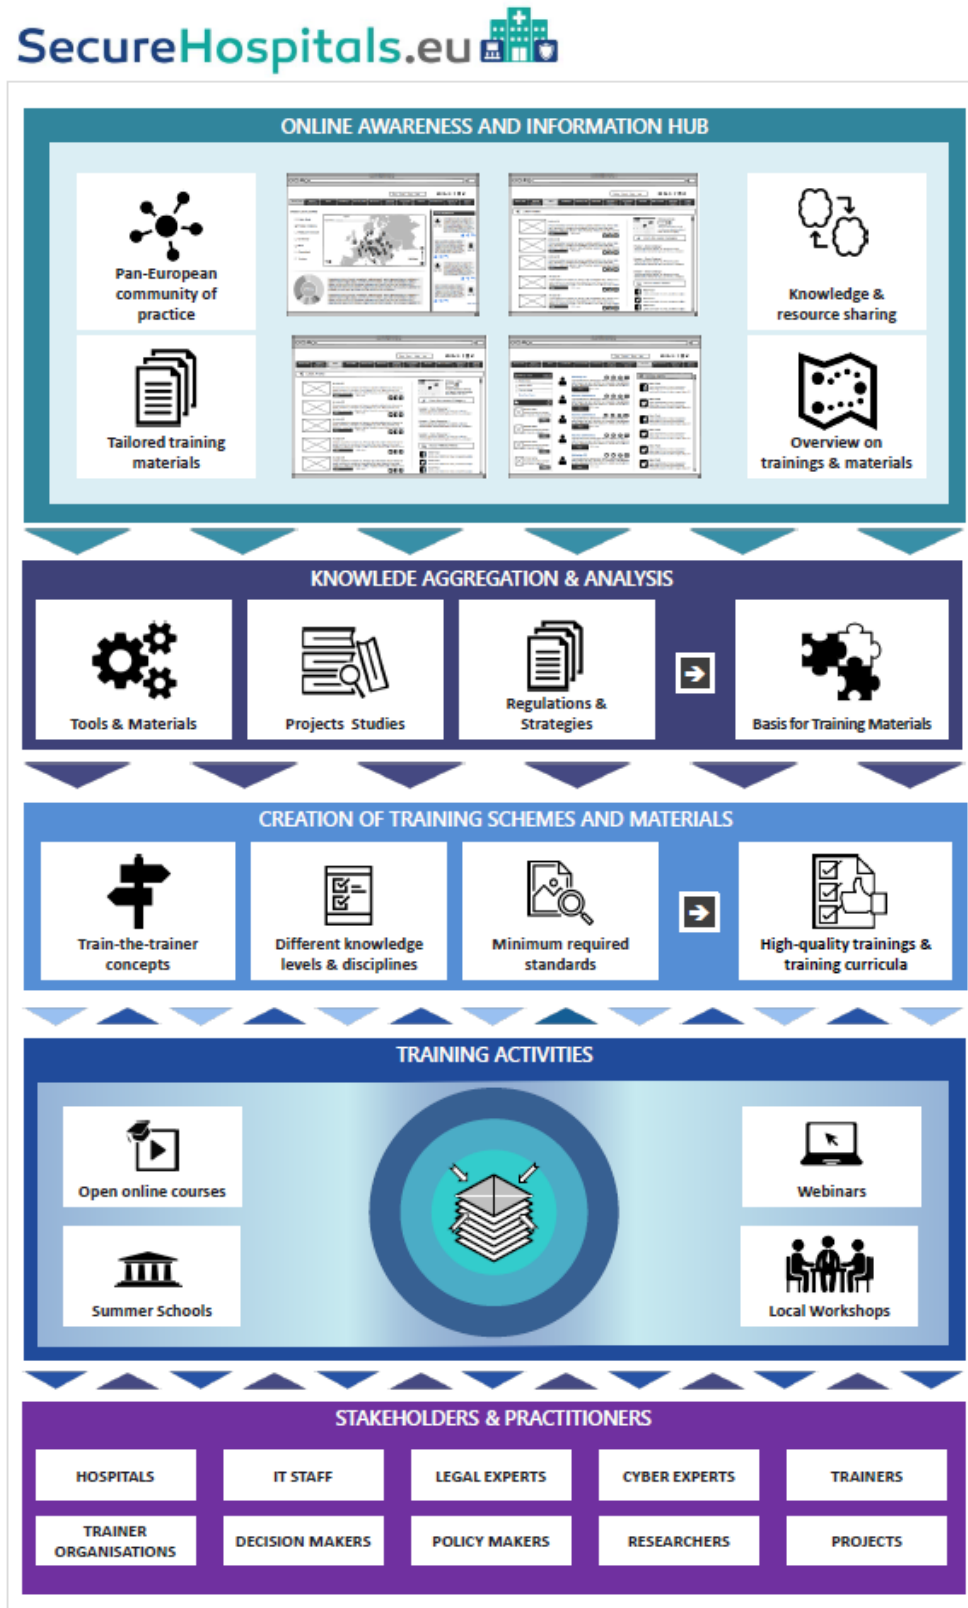 SecureHospitals.eu
ONLINE AWARENESS AND INFORMATION HUB
Pan-European
community of
practice
Knowledge &
resource sharing
Tailored training
materials
Overview on
trainings & materials
KNOWLEDE AGGREGATION & ANALYSIS
Tools & Materials
Projects Studies
Regulations &
Strategies
Basis for Training Materials
CREATION OF TRAINING SCHEMES AND MATERIALS
Train-the-trainer
concepts
Different knowledge
levels & disciplines
Minimum required
standards
High-quality trainings &
training curricula
TRAINING ACTIVITIES
Open online courses
Webinars
Summer Schools
Local Workshops
STAKEHOLDERS & PRACTITIONERS
HOSPITALS
IT STAFF
LEGAL EXPERTS
CYBER EXPERTS
TRAINERS
TRAINER
ORGANISATIONS
DECISION MAKERS
POLICY MAKERS
RESEARCHERS
PROJECTS